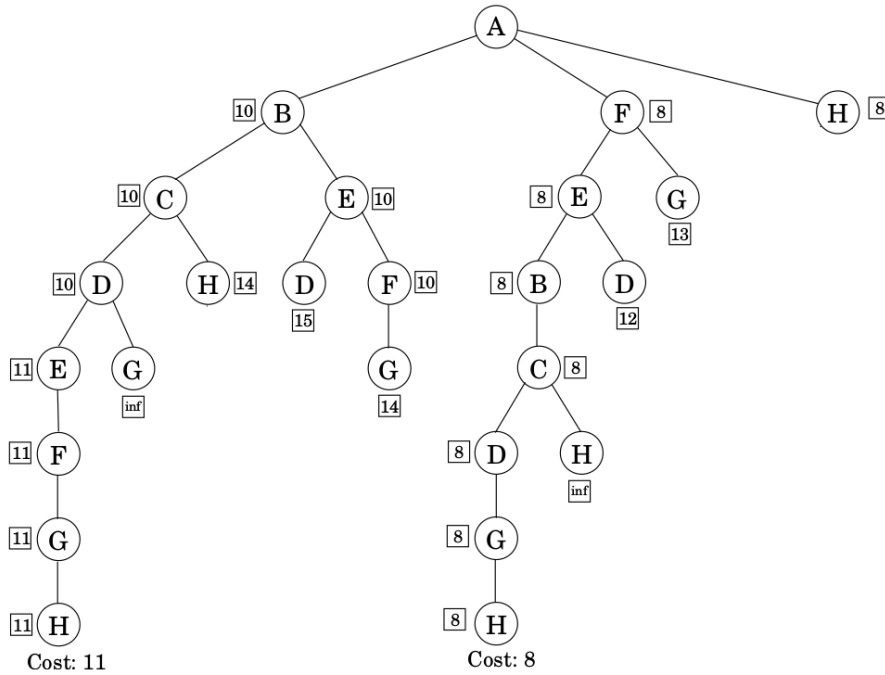 A
10 B F 8 H 8
10 C E 10 8 E G
13
10 D H 14 D F 10 8 B D
15 12
11 E G G C 8
inf 14
11 F 8 D H
inf
11 G 8 G
11 H 8 H
Cost: 11 Cost: 8